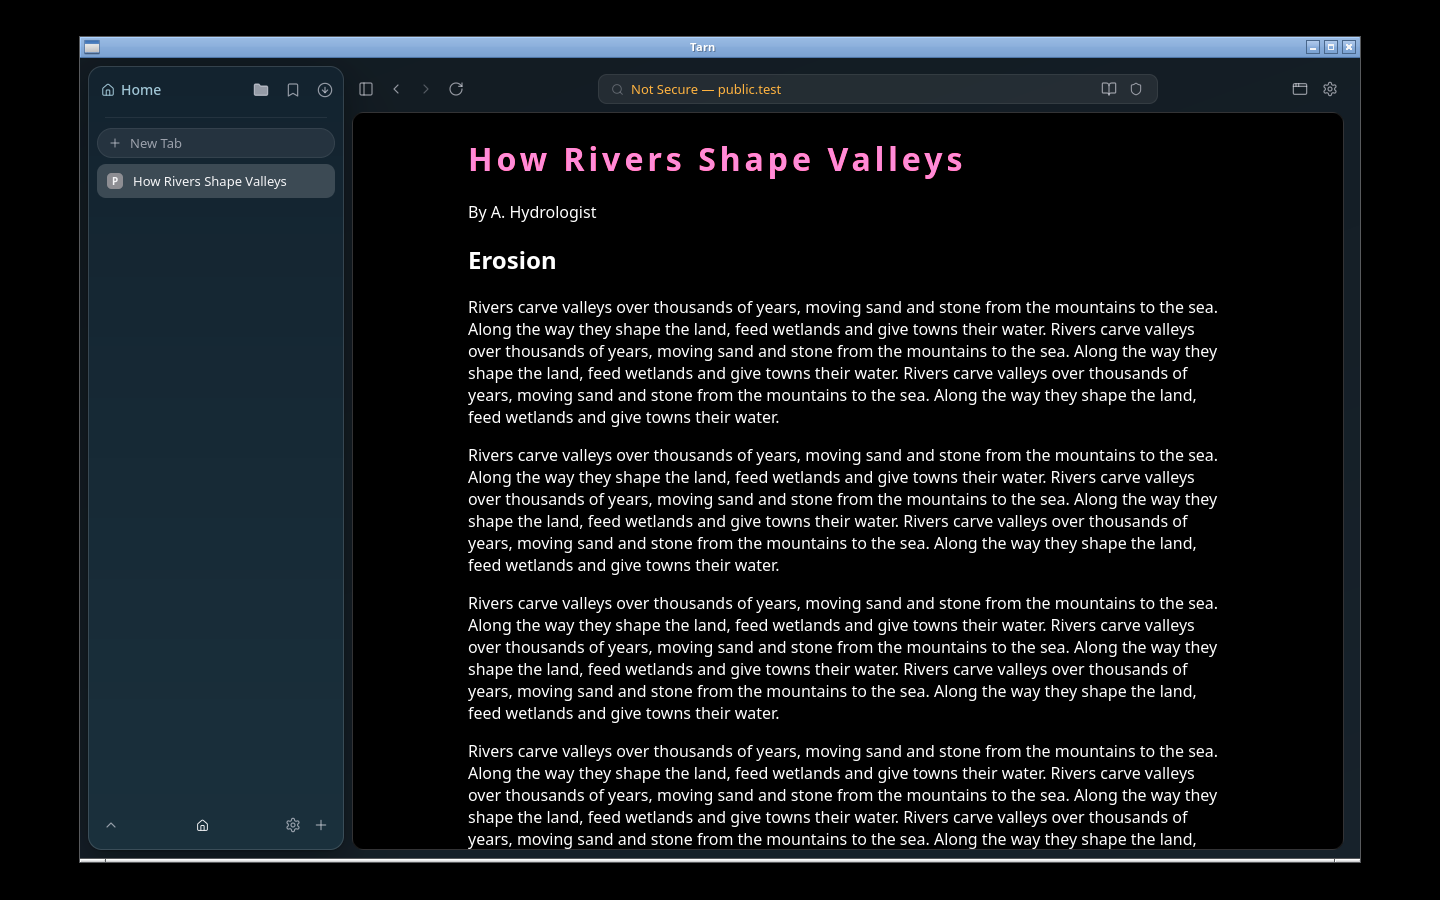 Tarn
Home
New Tab
P
How Rivers Shape Valleys
Not Secure — public.test
How Rivers Shape Valleys
By A. Hydrologist
Erosion
Rivers carve valleys over thousands of years, moving sand and stone from the mountains to the sea.
Along the way they shape the land, feed wetlands and give towns their water. Rivers carve valleys
over thousands of years, moving sand and stone from the mountains to the sea. Along the way they
shape the land, feed wetlands and give towns their water. Rivers carve valleys over thousands of
years, moving sand and stone from the mountains to the sea. Along the way they shape the land,
feed wetlands and give towns their water.
Rivers carve valleys over thousands of years, moving sand and stone from the mountains to the sea.
Along the way they shape the land, feed wetlands and give towns their water. Rivers carve valleys
over thousands of years, moving sand and stone from the mountains to the sea. Along the way they
shape the land, feed wetlands and give towns their water. Rivers carve valleys over thousands of
years, moving sand and stone from the mountains to the sea. Along the way they shape the land,
feed wetlands and give towns their water.
Rivers carve valleys over thousands of years, moving sand and stone from the mountains to the sea.
Along the way they shape the land, feed wetlands and give towns their water. Rivers carve valleys
over thousands of years, moving sand and stone from the mountains to the sea. Along the way they
shape the land, feed wetlands and give towns their water. Rivers carve valleys over thousands of
years, moving sand and stone from the mountains to the sea. Along the way they shape the land,
feed wetlands and give towns their water.
Rivers carve valleys over thousands of years, moving sand and stone from the mountains to the sea.
Along the way they shape the land, feed wetlands and give towns their water. Rivers carve valleys
over thousands of years, moving sand and stone from the mountains to the sea. Along the way they
shape the land, feed wetlands and give towns their water. Rivers carve valleys over thousands of
years, moving sand and stone from the mountains to the sea. Along the way they shape the land,